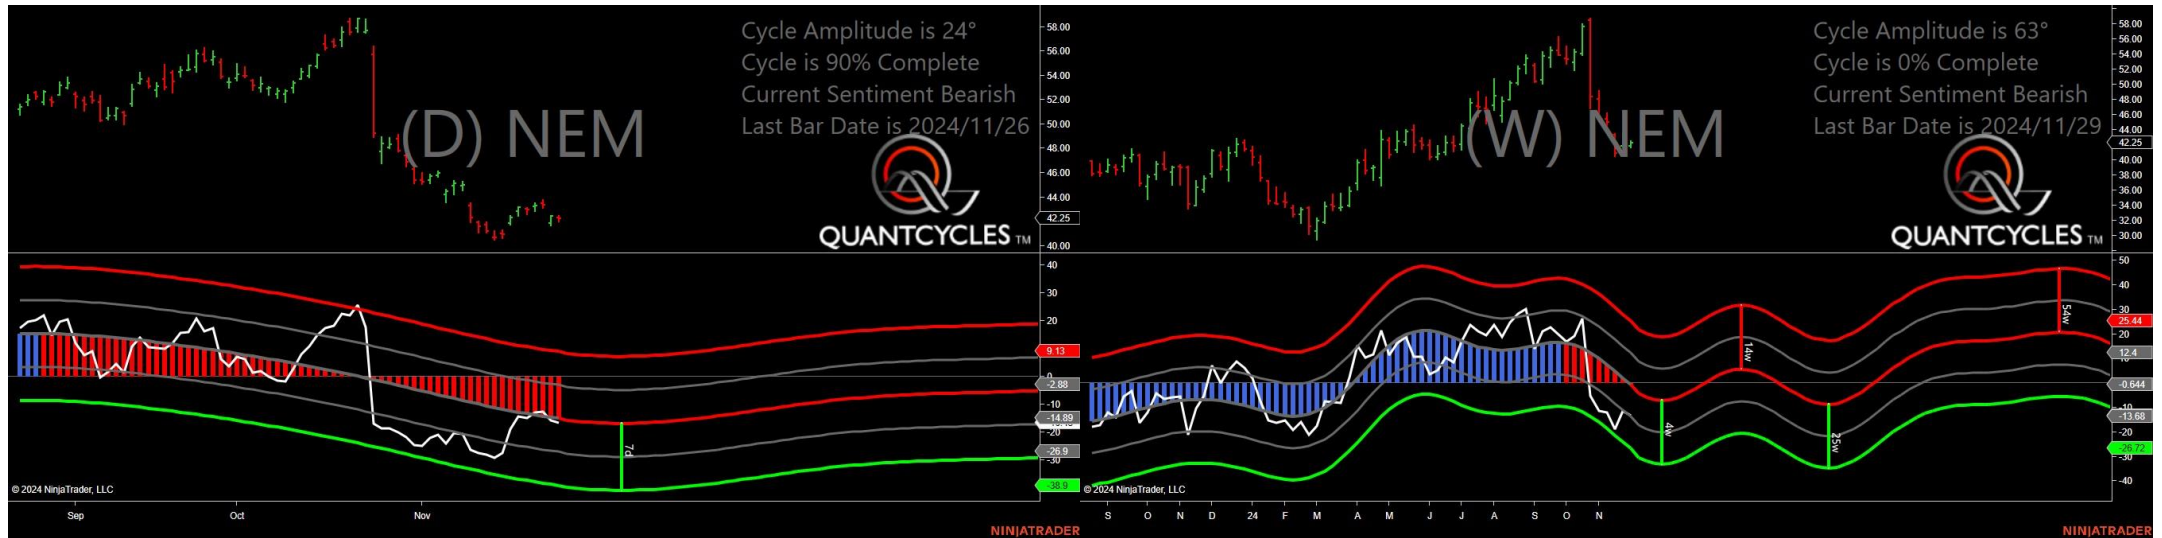 Cycle Amplitude is 24°
Cycle is 90% Complete
Current Sentiment Bearish
Last Bar Date is 2024/11/26
(D) NEM
QUANTCYCLES TM
58.00
56.00
54.00
52.00
50.00
48.00
46.00
44.00
42.25
40.00
40
30
20
9.13
0
-2.88
-10
-14.89
-20
-26.9
-30
-38.9
7d
© 2024 NinjaTrader, LLC
Sep Oct Nov
NINJATRADER
Cycle Amplitude is 63°
Cycle is 0% Complete
Current Sentiment Bearish
Last Bar Date is 2024/11/29
(W) NEM
QUANTCYCLES TM
58.00
56.00
54.00
52.00
50.00
48.00
46.00
44.00
42.25
40.00
38.00
36.00
34.00
32.00
30.00
50
40
30
25.44
20
12.4
-0.644
-10
-13.68
-20
-26.72
-30
-40
4w
14w
25w
54w
© 2024 NinjaTrader, LLC
S O N D 24 F M A M J J A S O N
NINJATRADER